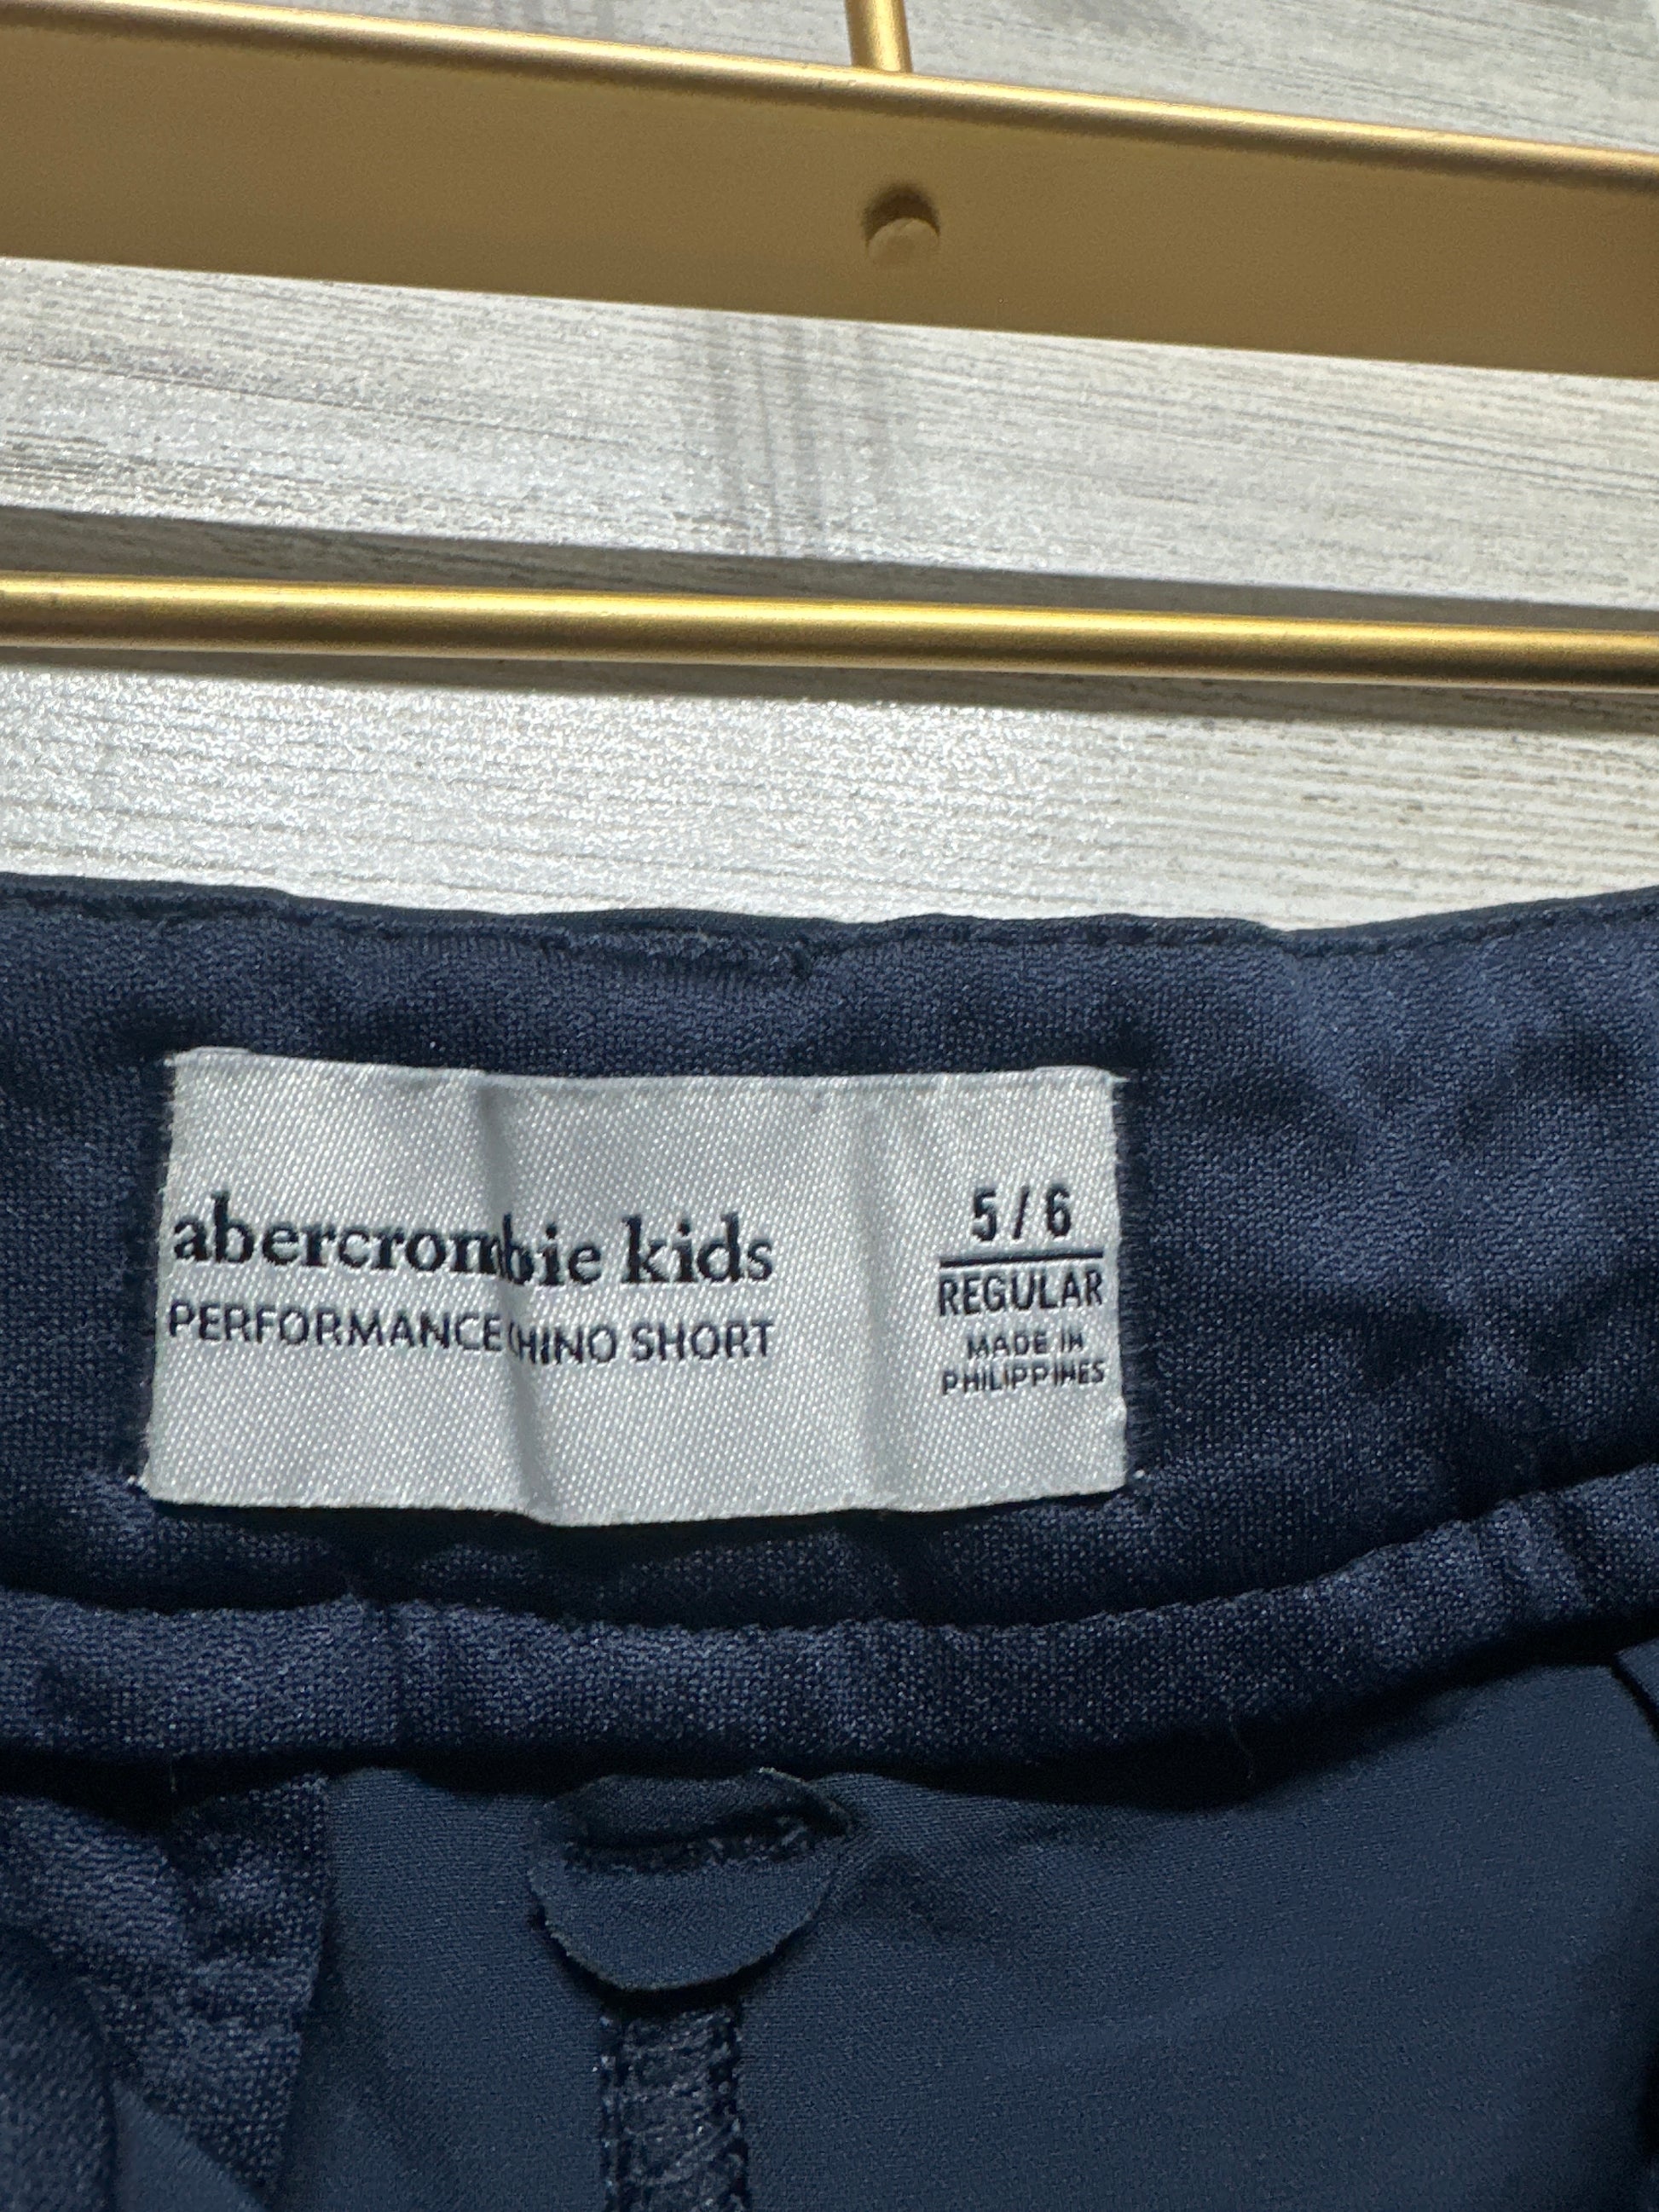 abercrombie kids
PERFORMANCE CHINO SHORT
5/6
REGULAR
MADE IN
PHILIPPINES